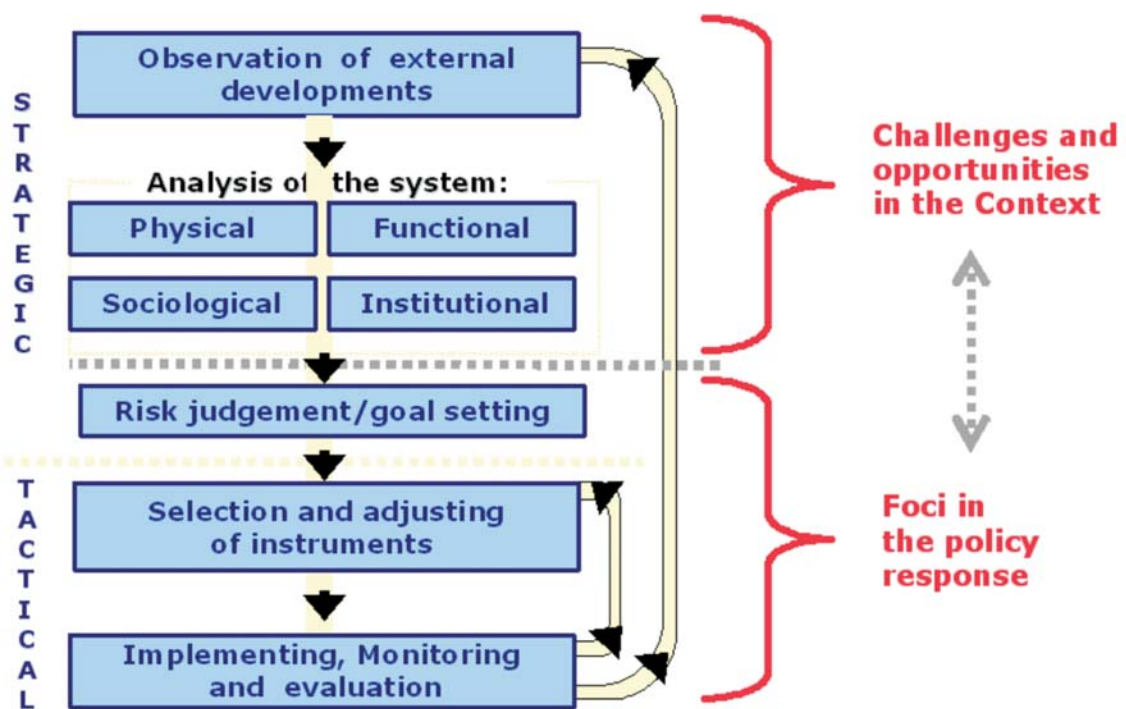 STRATEGIC
Observation of external
developments
Analysis of the system:
Physical
Functional
Sociological
Institutional
Risk judgement/goal setting
TACTICAL
Selection and adjusting
of instruments
Implementing, Monitoring
and evaluation
Challenges and
opportunities
in the Context
Foci in
the policy
response